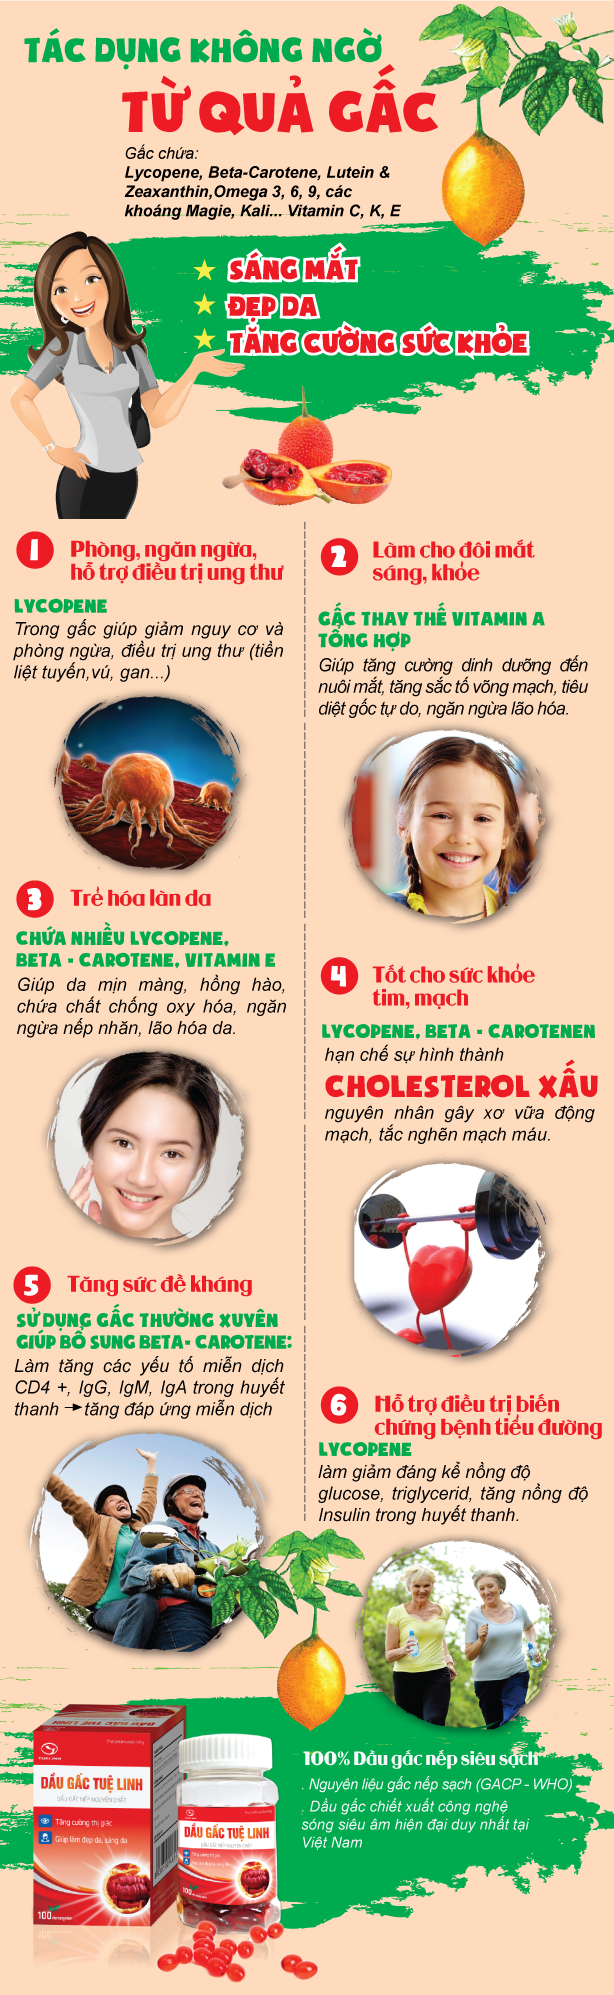 TÁC DỤNG KHÔNG NGỜ
TỪ QUẢ GẤC
Gấc chứa:
Lycopene, Beta-Carotene, Lutein &
Zeaxanthin,Omega 3, 6, 9, các
khoáng Magie, Kali... Vitamin C, K, E
SÁNG MẮT
ĐẸP DA
TĂNG CƯỜNG SỨC KHỎE
1 Phòng, ngăn ngừa,
hỗ trợ điều trị ung thư
LYCOPENE
Trong gấc giúp giảm nguy cơ và
phòng ngừa, điều trị ung thư (tiền
liệt tuyến,vú, gan...)
2 Làm cho đôi mắt
sáng, khỏe
GẤC THAY THẾ VITAMIN A
TỔNG HỢP
Giúp tăng cường dinh dưỡng đến
nuôi mắt, tăng sắc tố võng mạch, tiêu
diệt gốc tự do, ngăn ngừa lão hóa.
3 Trẻ hóa làn da
CHỨA NHIỀU LYCOPENE,
BETA - CAROTENE, VITAMIN E
Giúp da mịn màng, hồng hào,
chứa chất chống oxy hóa, ngăn
ngừa nếp nhăn, lão hóa da.
4 Tốt cho sức khỏe
tim, mạch
LYCOPENE, BETA - CAROTENEN
hạn chế sự hình thành
CHOLESTEROL XẤU
nguyên nhân gây xơ vữa động
mạch, tắc nghẽn mạch máu.
5 Tăng sức đề kháng
SỬ DỤNG GẤC THƯỜNG XUYÊN
GIÚP BỔ SUNG BETA- CAROTENE:
Làm tăng các yếu tố miễn dịch
CD4 +, IgG, IgM, IgA trong huyết
thanh → tăng đáp ứng miễn dịch
6 Hỗ trợ điều trị biến
chứng bệnh tiểu đường
LYCOPENE
làm giảm đáng kể nồng độ
glucose, triglycerid, tăng nồng độ
Insulin trong huyết thanh.
100% Dầu gấc nếp siêu sạch
. Nguyên liệu gấc nếp sạch (GACP - WHO)
. Dầu gấc chiết xuất công nghệ
sóng siêu âm hiện đại duy nhất tại
Việt Nam
DẦU GẤC TUỆ LINH
DẦU GẤC NẾP NGUYÊN CHẤT
Tăng cường thị giác
Giúp làm đẹp da, sáng da
100
DẦU GẤC TUỆ LINH
DẦU GẤC NẾP NGUYÊN CHẤT
100